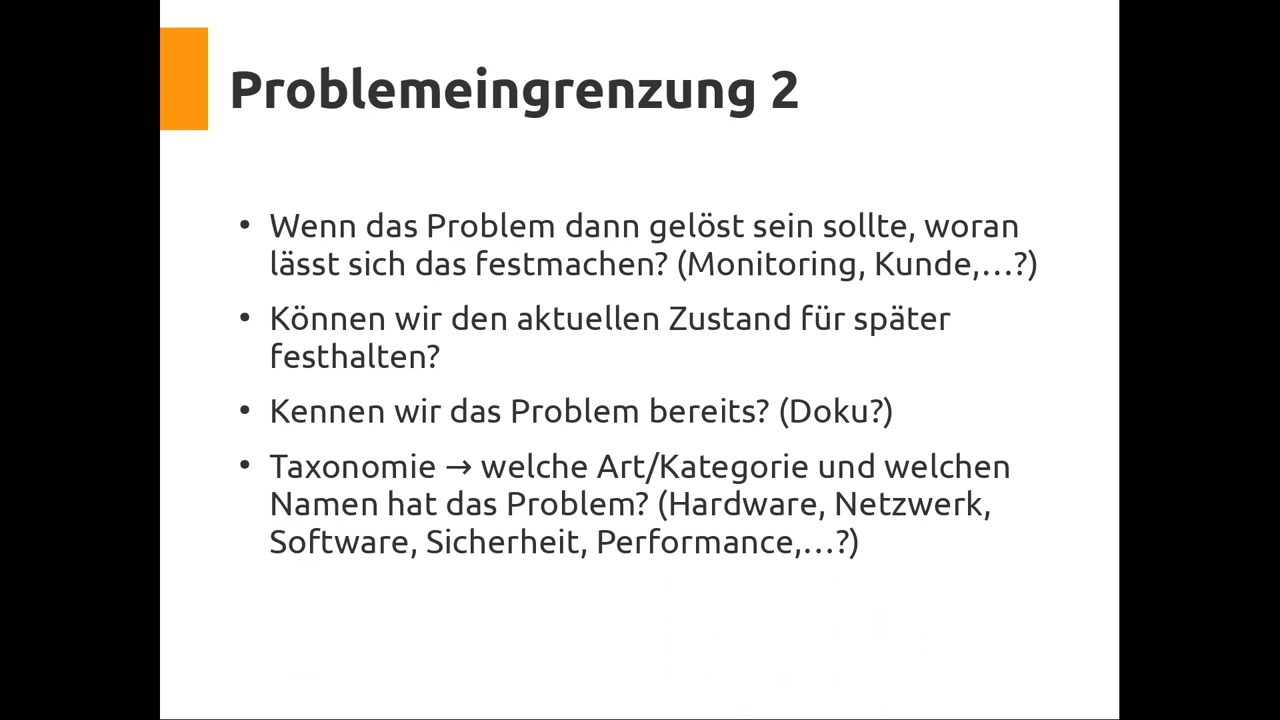 Problemeingrenzung 2
• Wenn das Problem dann gelöst sein sollte, woran
lässt sich das festmachen? (Monitoring, Kunde,…?)
• Können wir den aktuellen Zustand für später
festhalten?
• Kennen wir das Problem bereits? (Doku?)
• Taxonomie → welche Art/Kategorie und welchen
Namen hat das Problem? (Hardware, Netzwerk,
Software, Sicherheit, Performance,…?)